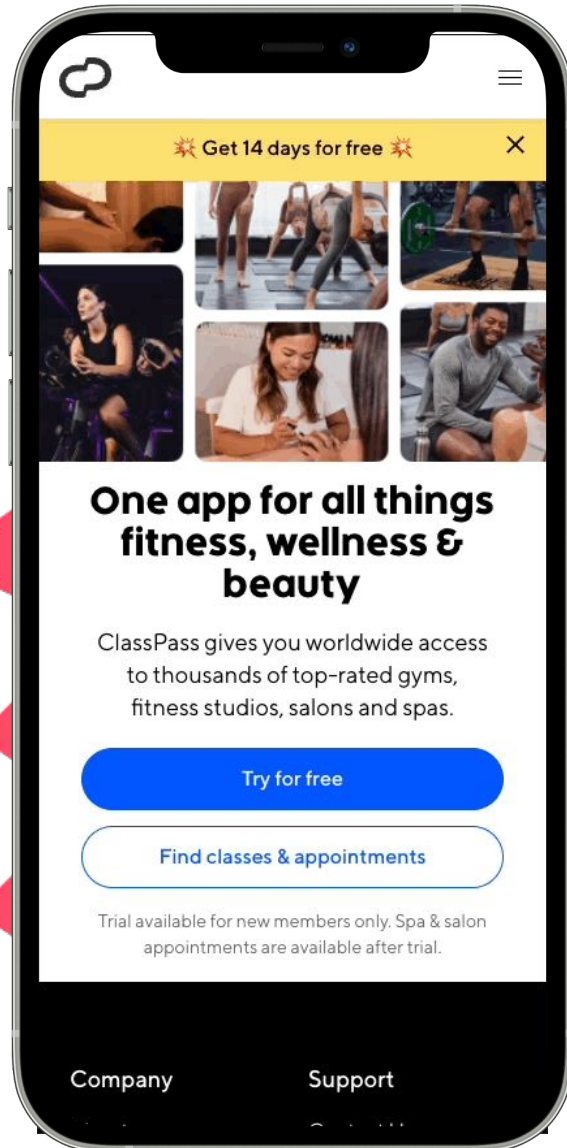 Get 14 days for free
One app for all things
fitness, wellness &
beauty
ClassPass gives you worldwide access
to thousands of top-rated gyms,
fitness studios, salons and spas.
Try for free
Find classes & appointments
Trial available for new members only. Spa & salon
appointments are available after trial.
Company
Support